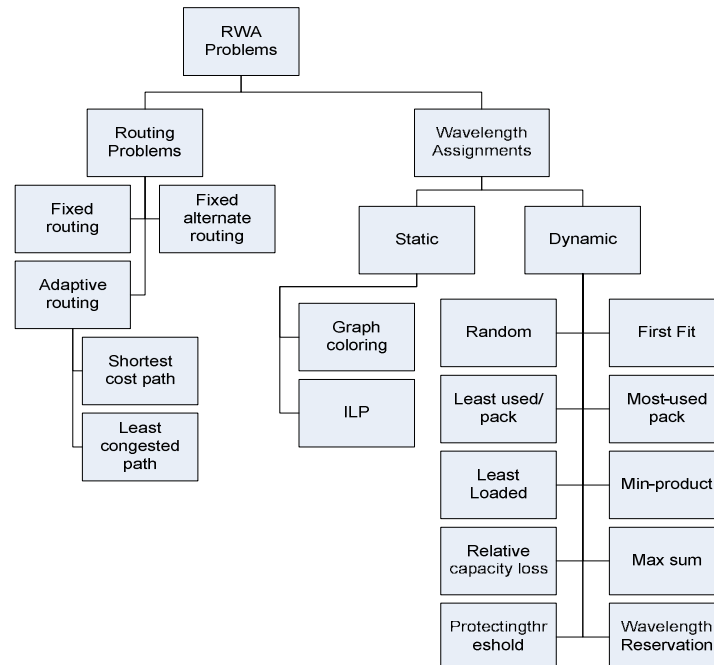 RWA
Problems
Routing
Problems
Wavelength
Assignments
Fixed
routing
Fixed
alternate
routing
Static
Dynamic
Adaptive
routing
Graph
coloring
Random
First Fit
Shortest
cost path
ILP
Least used/
pack
Most-used
pack
Least
congested
path
Least
Loaded
Min-product
Relative
capacity loss
Max sum
Protectingthr
eshold
Wavelength
Reservation